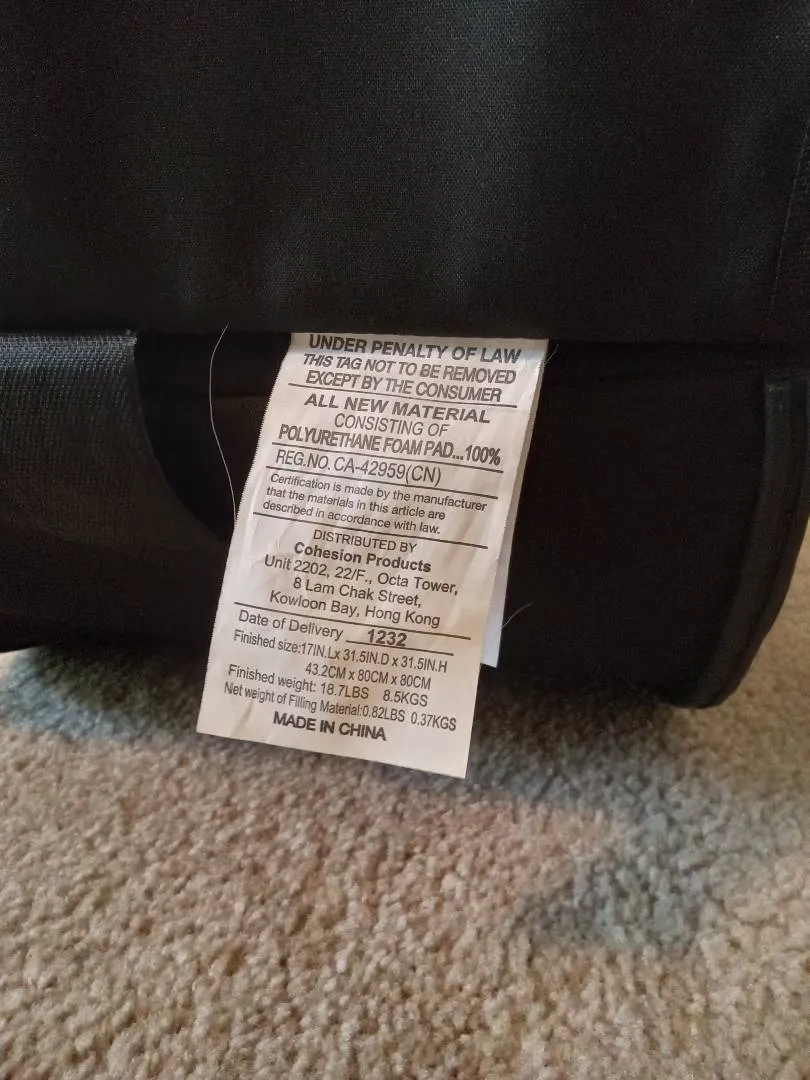 UNDER PENALTY OF LAW
THIS TAG NOT TO BE REMOVED
EXCEPT BY THE CONSUMER
ALL NEW MATERIAL
CONSISTING OF
POLYURETHANE FOAM PAD...100%
REG.NO. CA-42959(CN)
Certification is made by the manufacturer
that the materials in this article are
described in accordance with law.
DISTRIBUTED BY
Cohesion Products
Unit 2202, 22/F., Octa Tower,
8 Lam Chak Street,
Kowloon Bay, Hong Kong
Date of Delivery 1232
Finished size:17IN.Lx 31.5IN.D x 31.5IN.H
43.2CM x 80CM x 80CM
Finished weight: 18.7LBS 8.5KGS
Net weight of Filling Material:0.82LBS 0.37KGS
MADE IN CHINA